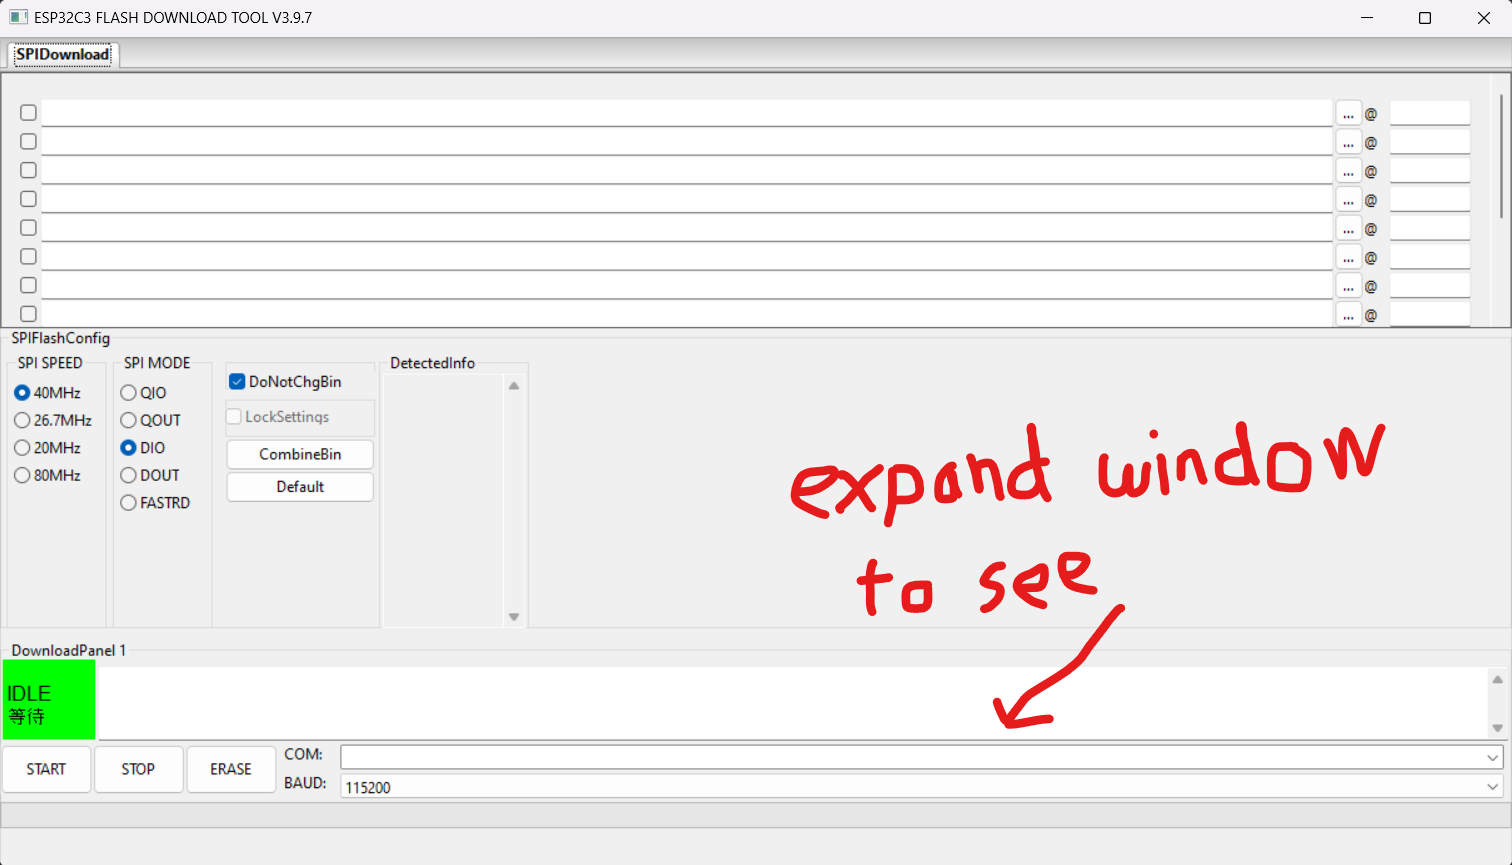 ESP32C3 FLASH DOWNLOAD TOOL V3.9.7
SPIDownload
... @
... @
... @
... @
... @
... @
... @
... @
SPIFlashConfig
SPI SPEED
40MHz
26.7MHz
20MHz
80MHz
SPI MODE
QIO
QOUT
DIO
DOUT
FASTRD
DoNotChgBin
LockSettings
CombineBin
Default
DetectedInfo
expand window
to see
DownloadPanel 1
IDLE
等待
START STOP ERASE
COM:
BAUD: 115200